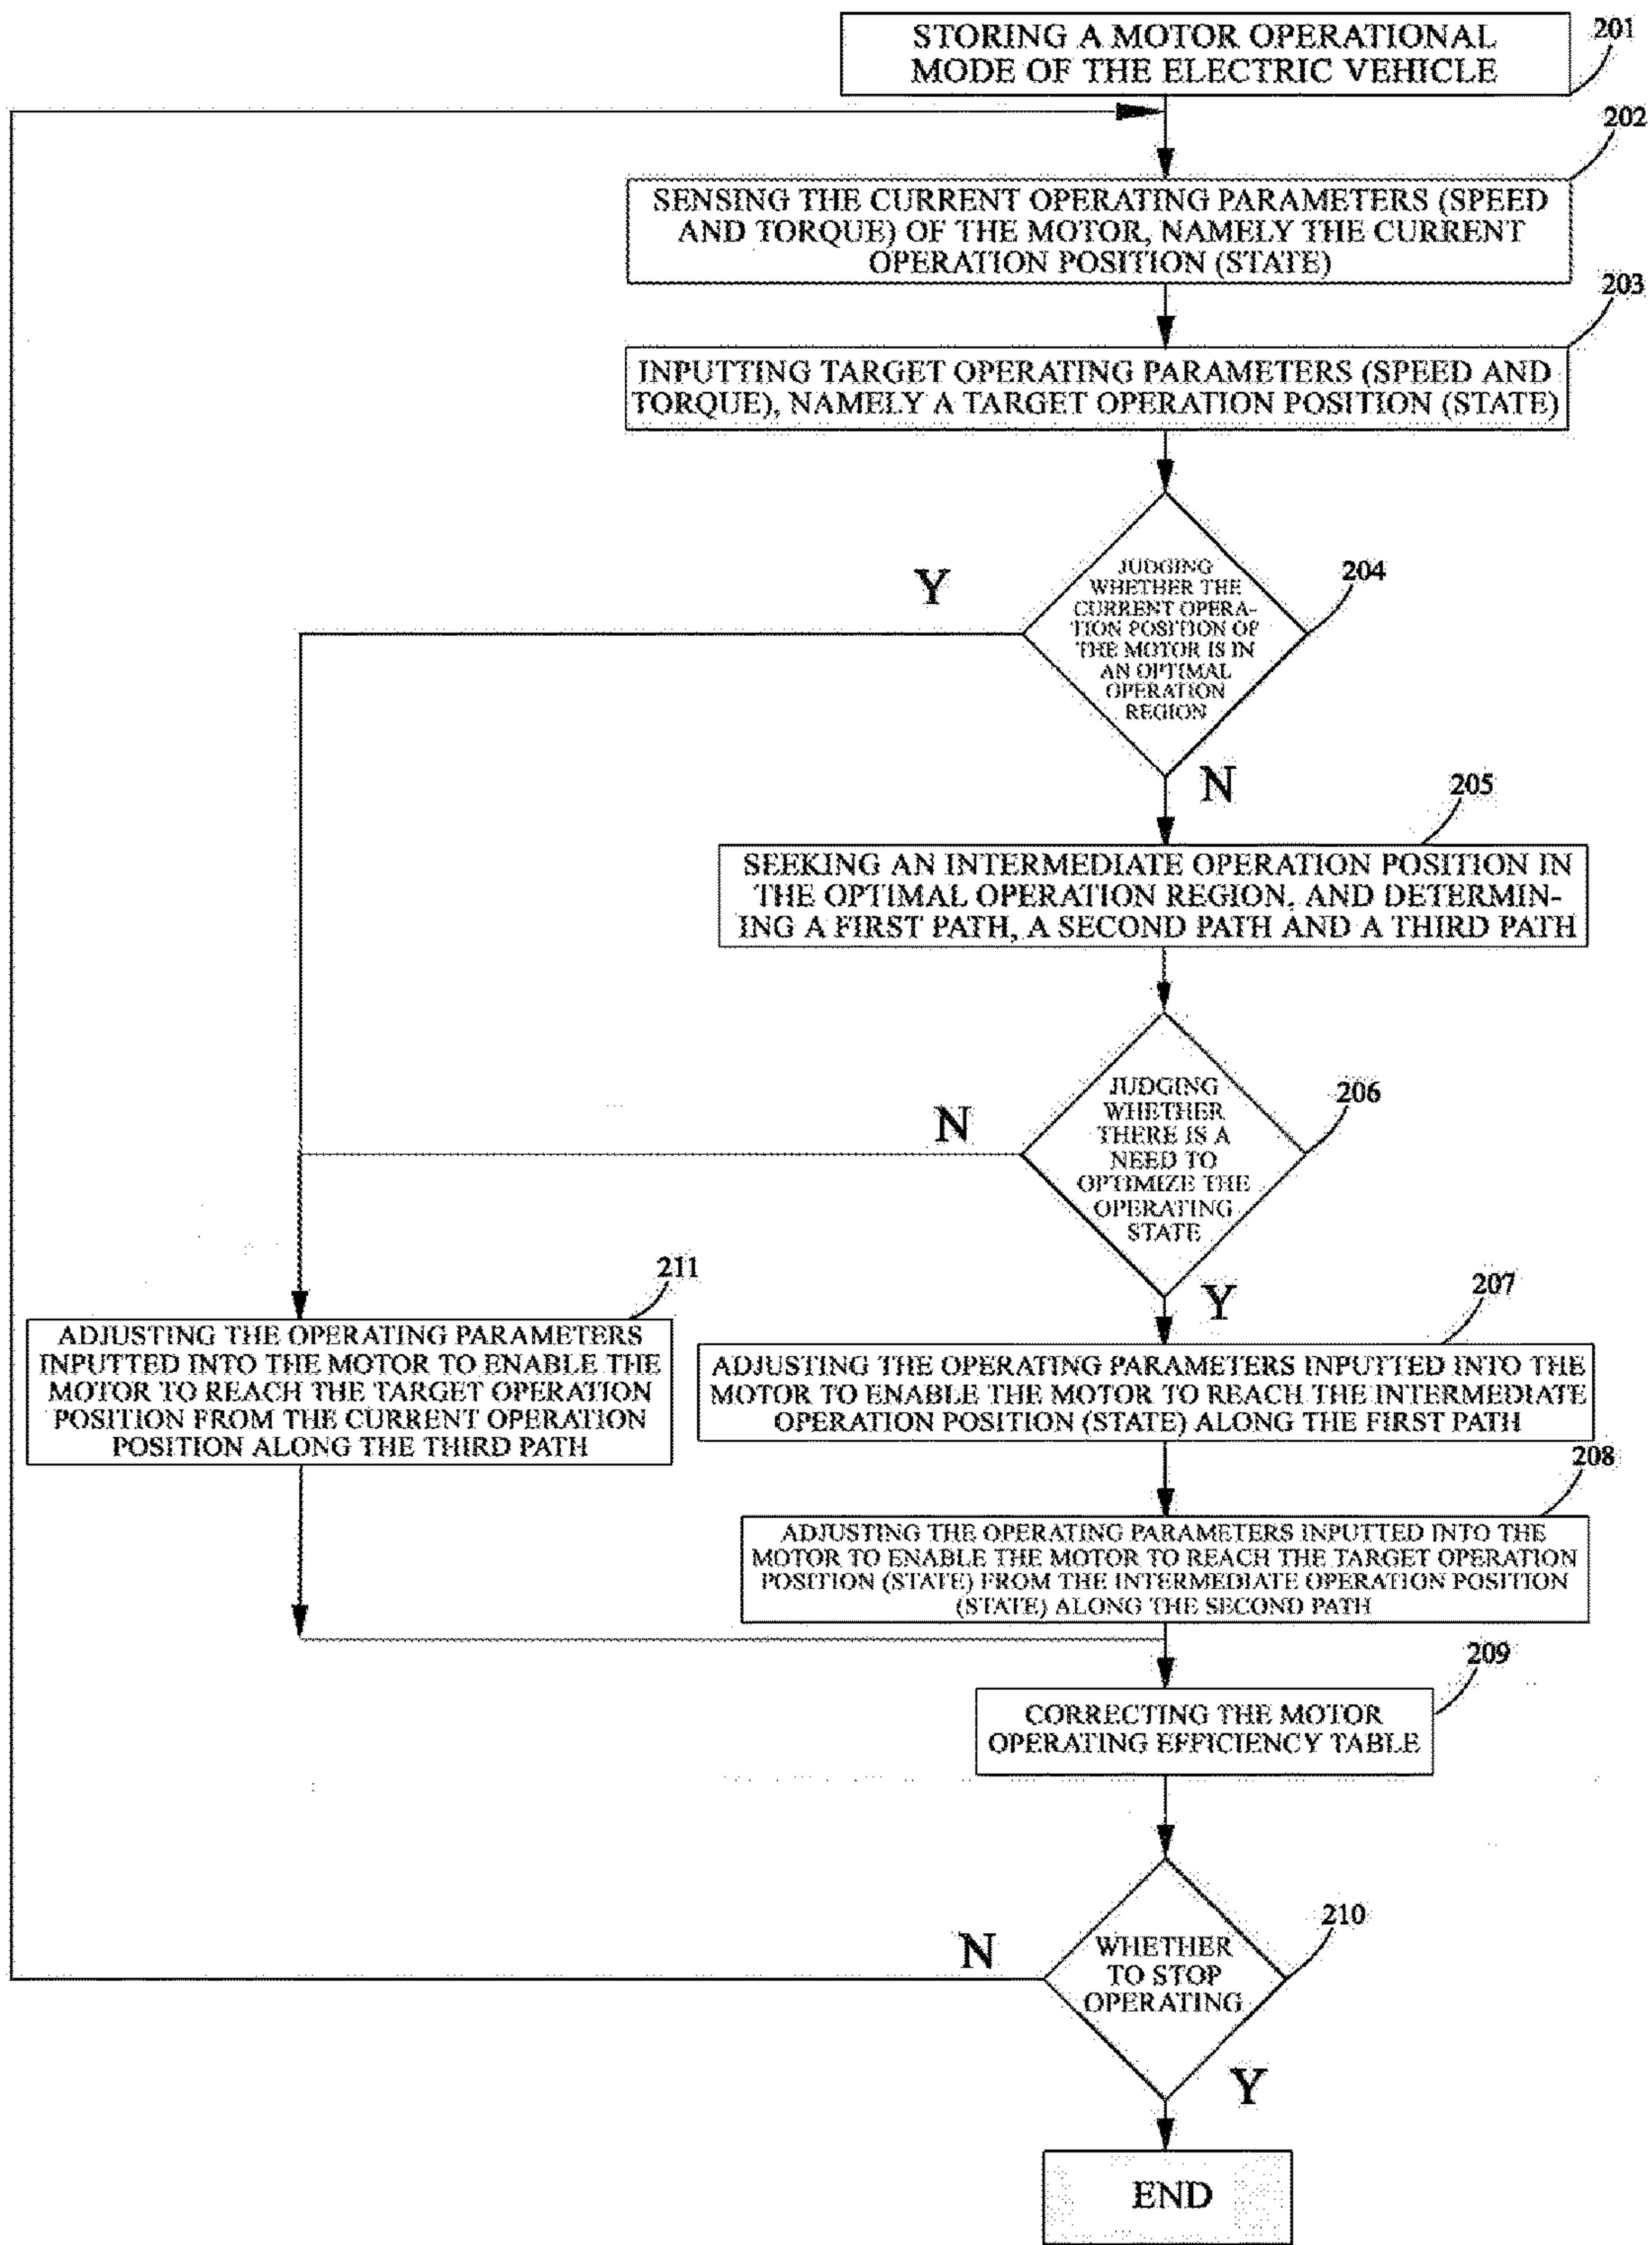 STORING A MOTOR OPERATIONAL
MODE OF THE ELECTRIC VEHICLE
201
202
SENSING THE CURRENT OPERATING PARAMETERS (SPEED
AND TORQUE) OF THE MOTOR, NAMELY THE CURRENT
OPERATION POSITION (STATE)
203
INPUTTING TARGET OPERATING PARAMETERS (SPEED AND
TORQUE), NAMELY A TARGET OPERATION POSITION (STATE)
Y
204
JUDGING
WHETHER THE
CURRENT OPERA-
TION POSITION OF
THE MOTOR IS IN
AN OPTIMAL
OPERATION
REGION
N
205
SEEKING AN INTERMEDIATE OPERATION POSITION IN
THE OPTIMAL OPERATION REGION, AND DETERMIN-
ING A FIRST PATH, A SECOND PATH AND A THIRD PATH
N
206
JUDGING
WHETHER
THERE IS A
NEED TO
OPTIMIZE THE
OPERATING
STATE
Y
211
ADJUSTING THE OPERATING PARAMETERS
INPUTTED INTO THE MOTOR TO ENABLE THE
MOTOR TO REACH THE TARGET OPERATION
POSITION FROM THE CURRENT OPERATION
POSITION ALONG THE THIRD PATH
207
ADJUSTING THE OPERATING PARAMETERS INPUTTED INTO THE
MOTOR TO ENABLE THE MOTOR TO REACH THE INTERMEDIATE
OPERATION POSITION (STATE) ALONG THE FIRST PATH
208
ADJUSTING THE OPERATING PARAMETERS INPUTTED INTO THE
MOTOR TO ENABLE THE MOTOR TO REACH THE TARGET OPERATION
POSITION (STATE) FROM THE INTERMEDIATE OPERATION POSITION
(STATE) ALONG THE SECOND PATH
209
CORRECTING THE MOTOR
OPERATING EFFICIENCY TABLE
N
210
WHETHER
TO STOP
OPERATING
Y
END